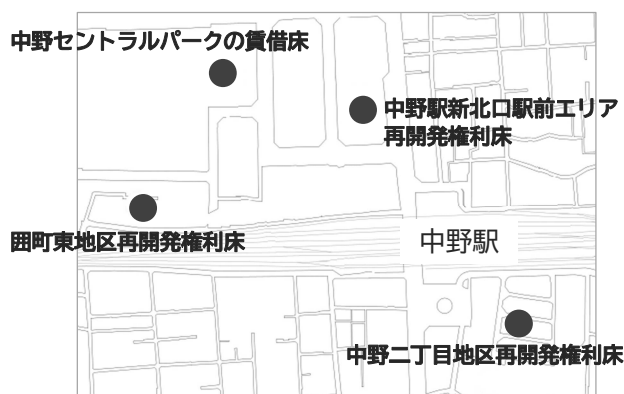 中野セントラルパークの賃借床
中野駅新北口駅前エリア
再開発権利床
囲町東地区再開発権利床
中野駅
中野二丁目地区再開発権利床